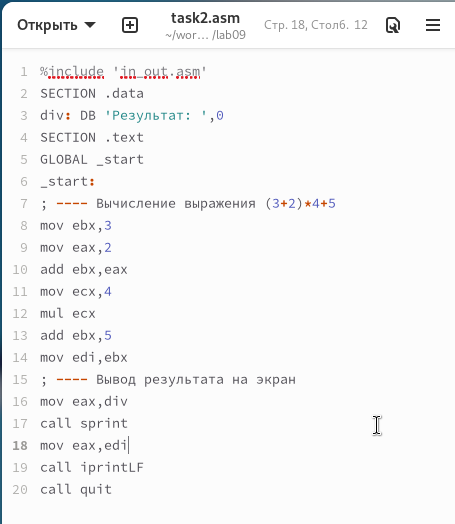 Открыть
task2.asm
~/wor… /lab09
Стр. 18, Столб. 12
1 %include 'in_out.asm'
2 SECTION .data
3 div: DB 'Результат: ',0
4 SECTION .text
5 GLOBAL _start
6 _start:
7 ; ---- Вычисление выражения (3+2)*4+5
8 mov ebx,3
9 mov eax,2
10 add ebx,eax
11 mov ecx,4
12 mul ecx
13 add ebx,5
14 mov edi,ebx
15 ; ---- Вывод результата на экран
16 mov eax,div
17 call sprint
18 mov eax,edi
19 call iprintLF
20 call quit